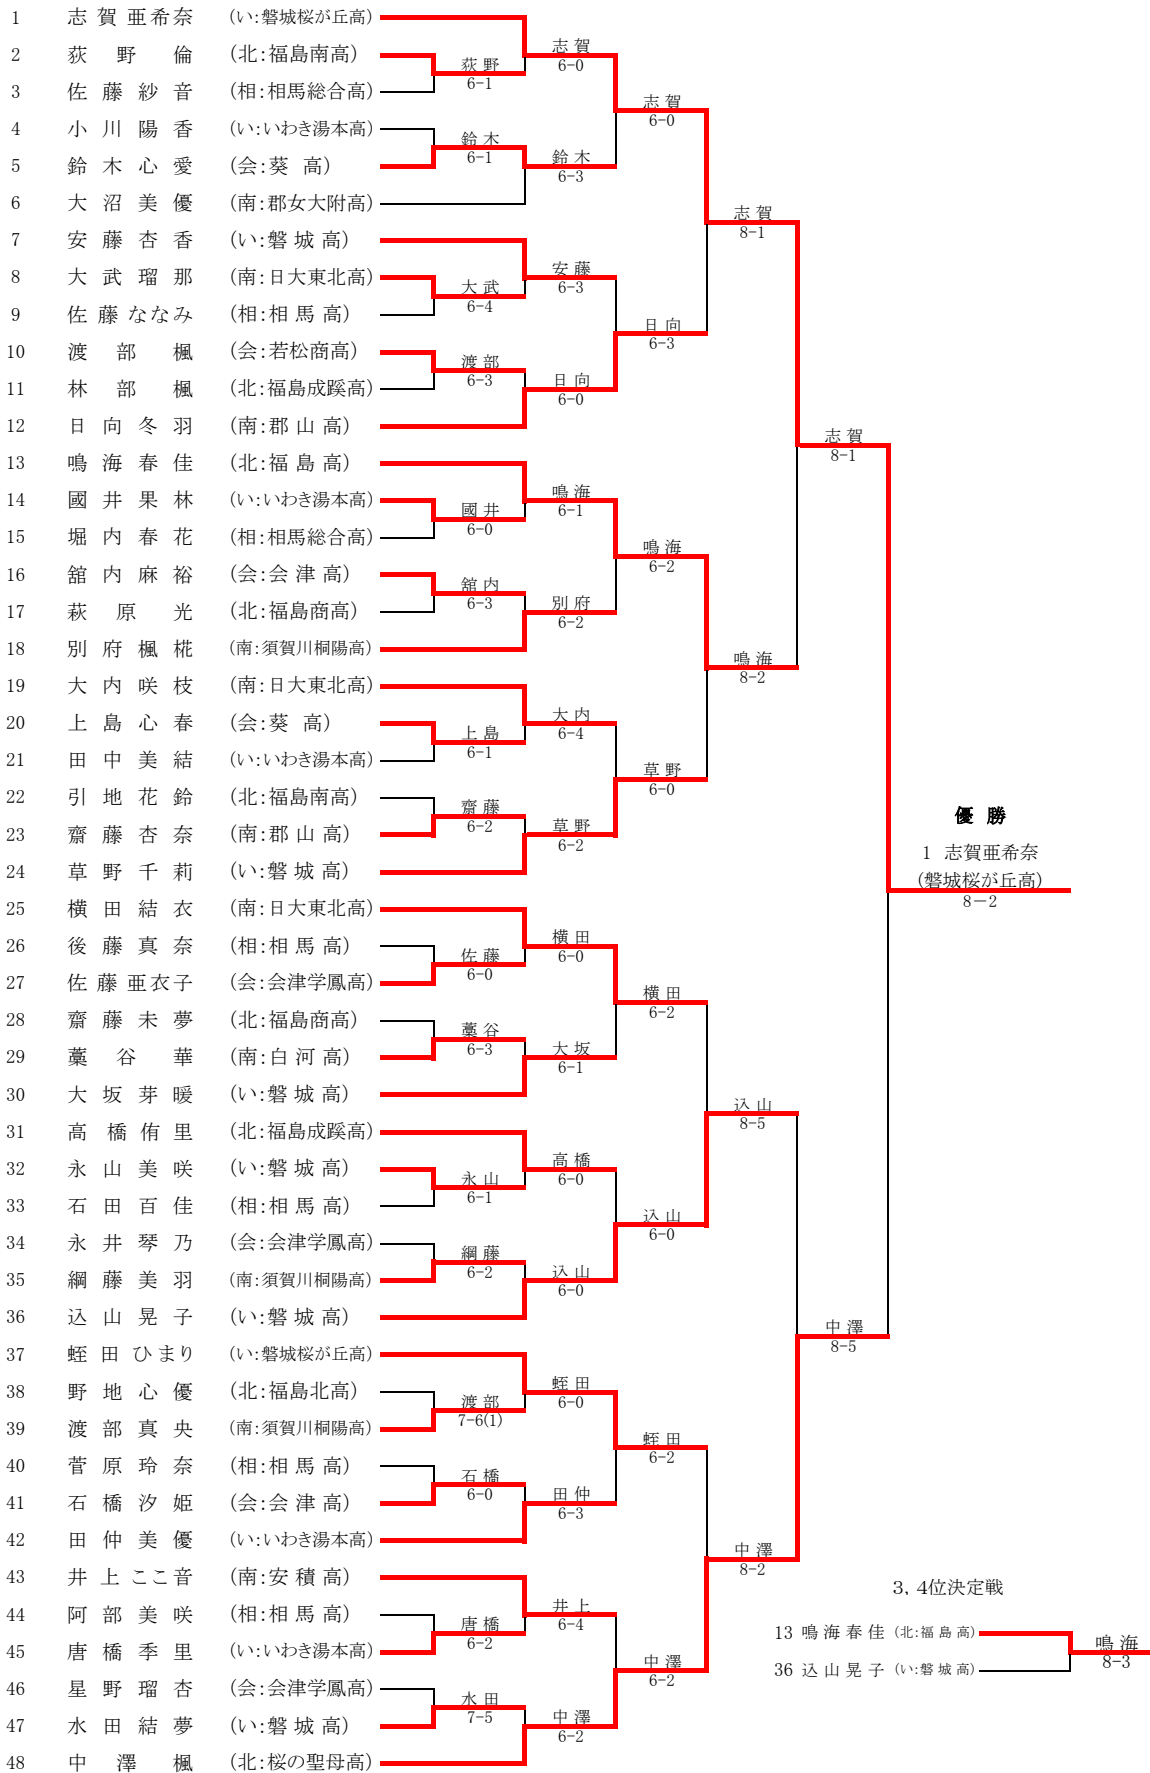 1 志賀亜希奈 (い:磐城桜が丘高)
2 荻野倫 (北:福島南高)
3 佐藤紗音 (相:相馬総合高)
4 小川陽香 (い:いわき湯本高)
5 鈴木心愛 (会:葵高)
6 大沼美優 (南:郡女大附高)
7 安藤杏香 (い:磐城高)
8 大武瑠那 (南:日大東北高)
9 佐藤ななみ (相:相馬高)
10 渡部楓 (会:若松商高)
11 林部楓 (北:福島成蹊高)
12 日向冬羽 (南:郡山高)
13 鳴海春佳 (北:福島高)
14 國井果林 (い:いわき湯本高)
15 堀内春花 (相:相馬総合高)
16 舘内麻裕 (会:会津高)
17 萩原光 (北:福島商高)
18 別府楓椛 (南:須賀川桐陽高)
19 大内咲枝 (南:日大東北高)
20 上島心春 (会:葵高)
21 田中美結 (い:いわき湯本高)
22 引地花鈴 (北:福島南高)
23 齋藤杏奈 (南:郡山高)
24 草野千莉 (い:磐城高)
25 横田結衣 (南:日大東北高)
26 後藤真奈 (相:相馬高)
27 佐藤亜衣子 (会:会津学鳳高)
28 齋藤未夢 (北:福島商高)
29 藁谷華 (南:白河高)
30 大坂芽暖 (い:磐城高)
31 高橋侑里 (北:福島成蹊高)
32 永山美咲 (い:磐城高)
33 石田百佳 (相:相馬高)
34 永井琴乃 (会:会津学鳳高)
35 綱藤美羽 (南:須賀川桐陽高)
36 込山晃子 (い:磐城高)
37 蛭田ひまり (い:磐城桜が丘高)
38 野地心優 (北:福島北高)
39 渡部真央 (南:須賀川桐陽高)
40 菅原玲奈 (相:相馬高)
41 石橋汐姫 (会:会津高)
42 田仲美優 (い:いわき湯本高)
43 井上ここ音 (南:安積高)
44 阿部美咲 (相:相馬高)
45 唐橋季里 (い:いわき湯本高)
46 星野瑠杏 (会:会津学鳳高)
47 水田結夢 (い:磐城高)
48 中澤楓 (北:桜の聖母高)
荻野
6-1
鈴木
6-1
大武
6-4
渡部
6-3
國井
6-0
舘内
6-3
上島
6-1
齋藤
6-2
佐藤
6-0
藁谷
6-3
永山
6-1
綱藤
6-2
渡部
7-6(1)
石橋
6-0
唐橋
6-2
水田
7-5
志賀
6-0
鈴木
6-3
安藤
6-3
日向
6-0
鳴海
6-1
別府
6-2
大内
6-4
草野
6-2
横田
6-0
大坂
6-1
高橋
6-0
込山
6-0
蛭田
6-0
田仲
6-3
井上
6-4
中澤
6-2
志賀
6-0
日向
6-3
鳴海
6-2
草野
6-0
横田
6-2
込山
6-0
蛭田
6-2
中澤
6-2
志賀
8-1
鳴海
8-2
込山
8-5
中澤
8-2
志賀
8-1
中澤
8-5
優勝
1 志賀亜希奈
(磐城桜が丘高)
8-2
3,4位決定戦
13 鳴海春佳 (北:福島高)
36 込山晃子 (い:磐城高)
鳴海
8-3